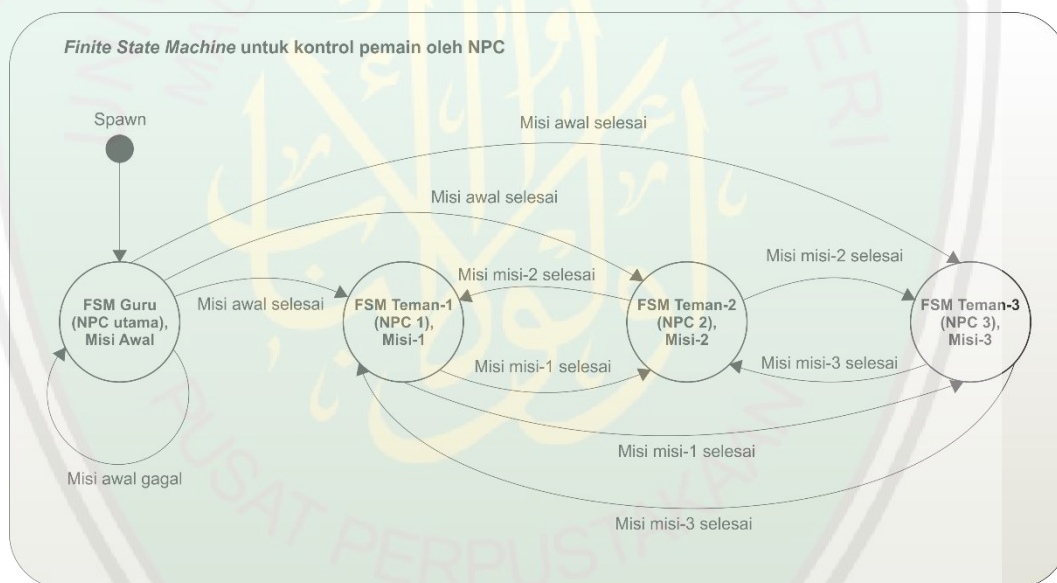 Finite State Machine untuk kontrol pemain oleh NPC
Spawn
Misi awal selesai
Misi awal selesai
Misi awal selesai
Misi misi-2 selesai
Misi misi-2 selesai
FSM Guru
(NPC utama),
Misi Awal
FSM Teman-1
(NPC 1),
Misi-1
FSM Teman-2
(NPC 2),
Misi-2
FSM Teman-3
(NPC 3),
Misi-3
Misi misi-1 selesai
Misi misi-3 selesai
Misi misi-1 selesai
Misi awal gagal
Misi misi-3 selesai
PUSAT PERPUSTAKAAN